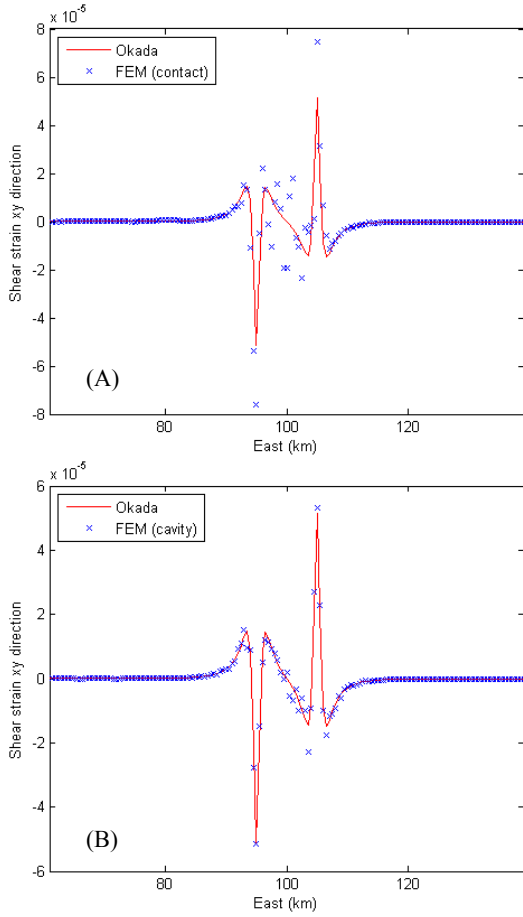 x 10⁻⁵
8
Okada
FEM (contact)
6
4
2
0
-2
-4
-6
-8
Shear strain xy direction
(A)
80
100
120
East (km)
x 10⁻⁵
6
Okada
FEM (cavity)
4
2
0
-2
-4
-6
Shear strain xy direction
(B)
80
100
120
East (km)